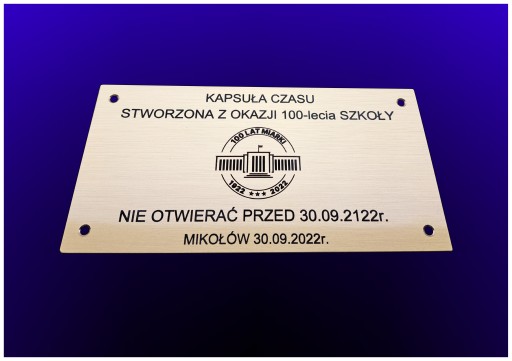 KAPSUŁA CZASU
STWORZONA Z OKAZJI 100-lecia SZKOŁY
100 LAT MIARKI
1922 ★★★ 2022
NIE OTWIERAĆ PRZED 30.09.2122r.
MIKOŁÓW 30.09.2022r.